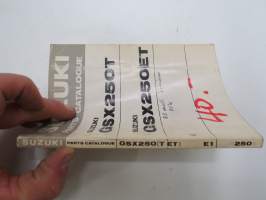 SUZUKI
PARTS CATALOGUE
SUZUKI
GSX250T
SUZUKI
GSX250ET
40.-
SUZUKI PARTS CATALOGUE GSX250(T ET) E1 250